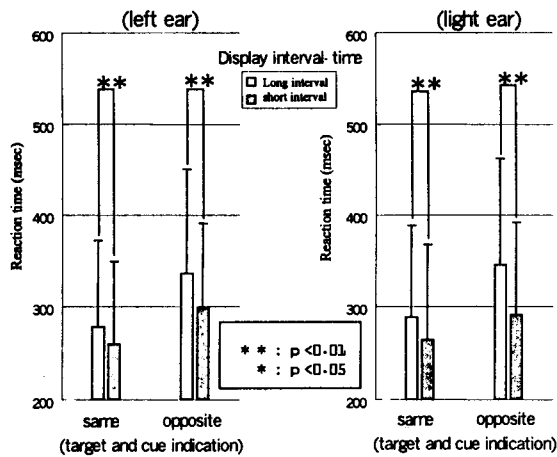 (left ear)
600
500
400
300
200
Reaction time (msec)
**
**
same
opposite
(target and cue indication)
Display interval-time
Long interval
short interval
** : p<0.01
* : p<0.05
(light ear)
600
500
400
300
200
Reaction time (msec)
**
**
same
opposite
(target and cue indication)